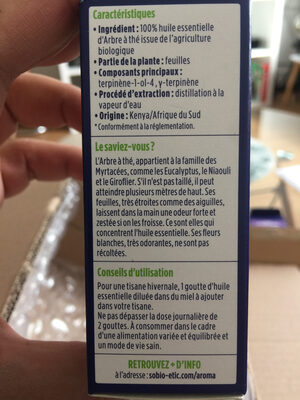 Caractéristiques
• Ingrédient : 100% huile essentielle
d'Arbre à thé issue de l'agriculture
biologique
• Partie de la plante : feuilles
• Composants principaux :
terpinène-1-ol4 , γ-terpinène
• Procédé d'extraction : distillation à la
vapeur d'eau
• Origine : Kenya/Afrique du Sud
* Conformément à la réglementation.
Le saviez-vous ?
L'Arbre à thé, appartient à la famille des
Myrtacées, comme les Eucalyptus, le Niaouli
et le Giroflier. S'il n'est pas taillé, il peut
atteindre plusieurs mètres de haut. Ses
feuilles, très étroites comme des aiguilles,
laissent dans la main une odeur forte et
zestée si on les froisse. Ce sont elles qui
concentrent l'huile essentielle. Ses fleurs
blanches, très odorantes, ne sont pas
récoltées.
Conseils d'utilisation
Pour une tisane hivernale, 1 goutte d'huile
essentielle diluée dans du miel à ajouter
dans votre tisane.
Ne pas dépasser la dose journalière de
2 gouttes. À consommer dans le cadre
d'une alimentation variée et équilibrée et
un mode de vie sain.
RETROUVEZ + D'INFO
à l'adresse : sobio-etic.com/aroma